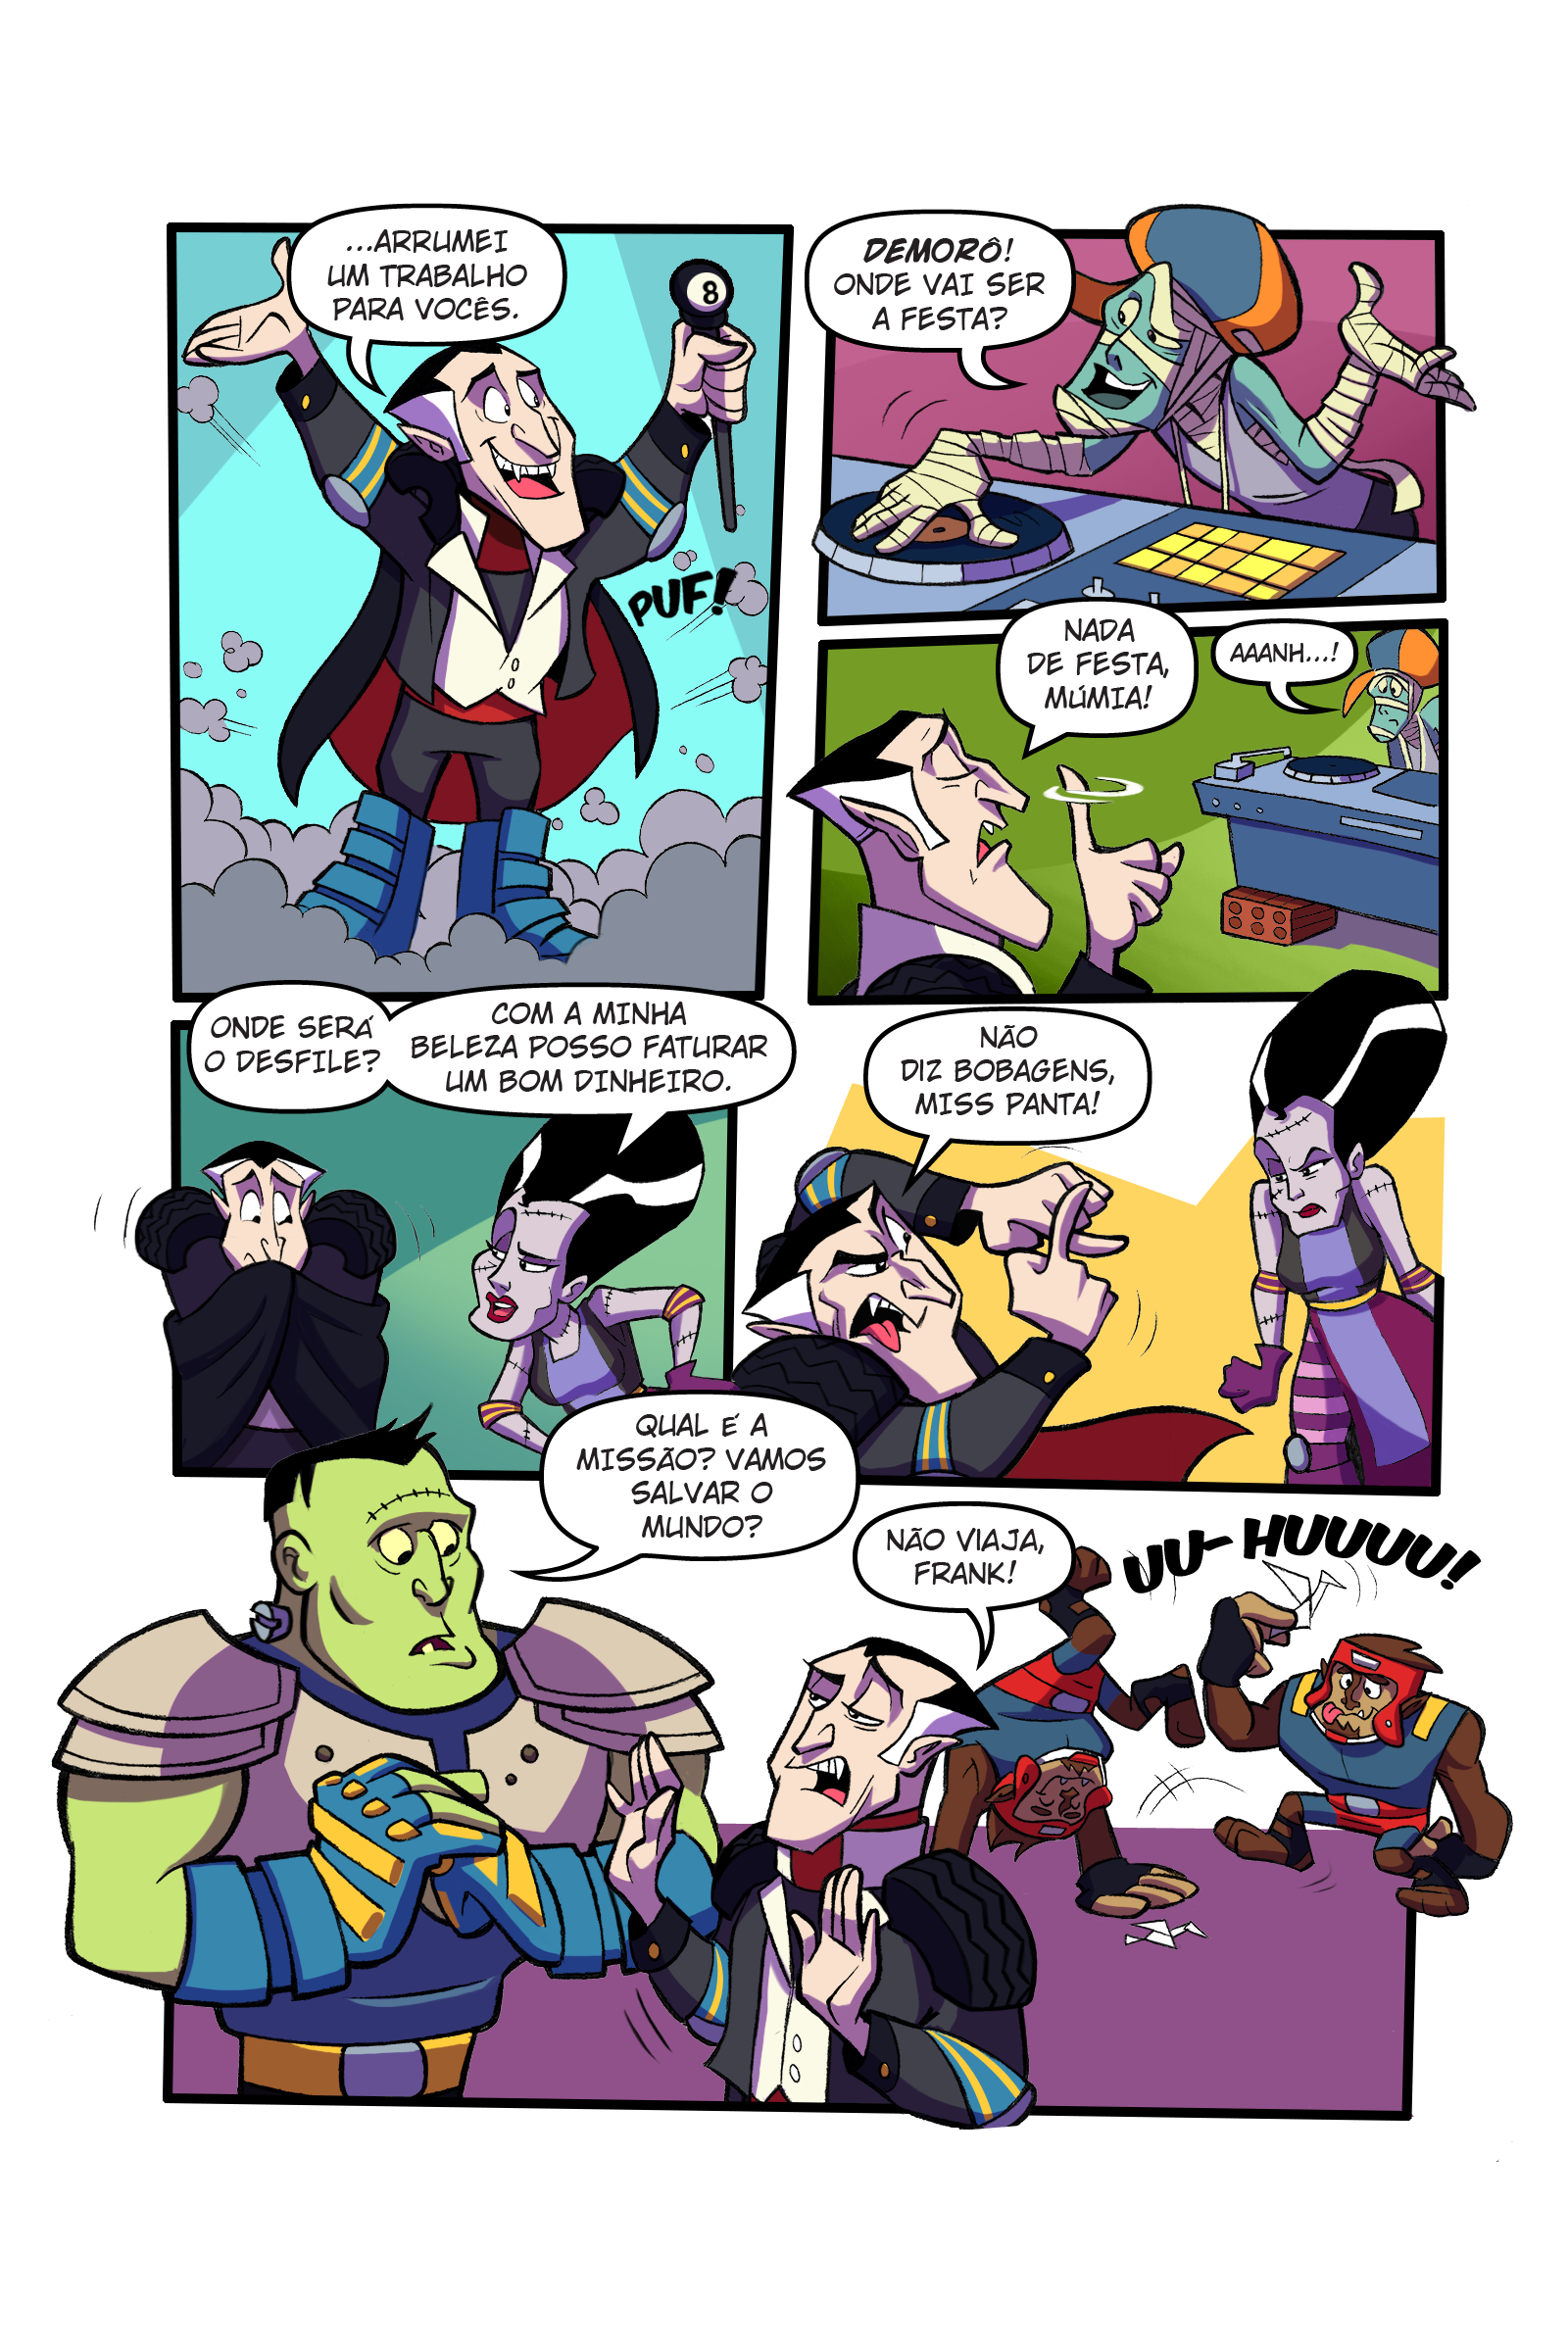 ...ARRUMEI
UM TRABALHO
PARA VOCÊS.
8
PUF!
DEMORÔ!
ONDE VAI SER
A FESTA?
NADA
DE FESTA,
MÚMIA!
AAANH...!
ONDE SERÁ
O DESFILE?
COM A MINHA
BELEZA POSSO FATURAR
UM BOM DINHEIRO.
NÃO
DIZ BOBAGENS,
MISS PANTA!
QUAL É A
MISSÃO? VAMOS
SALVAR O
MUNDO?
NÃO VIAJA,
FRANK!
UU-HUUUU!